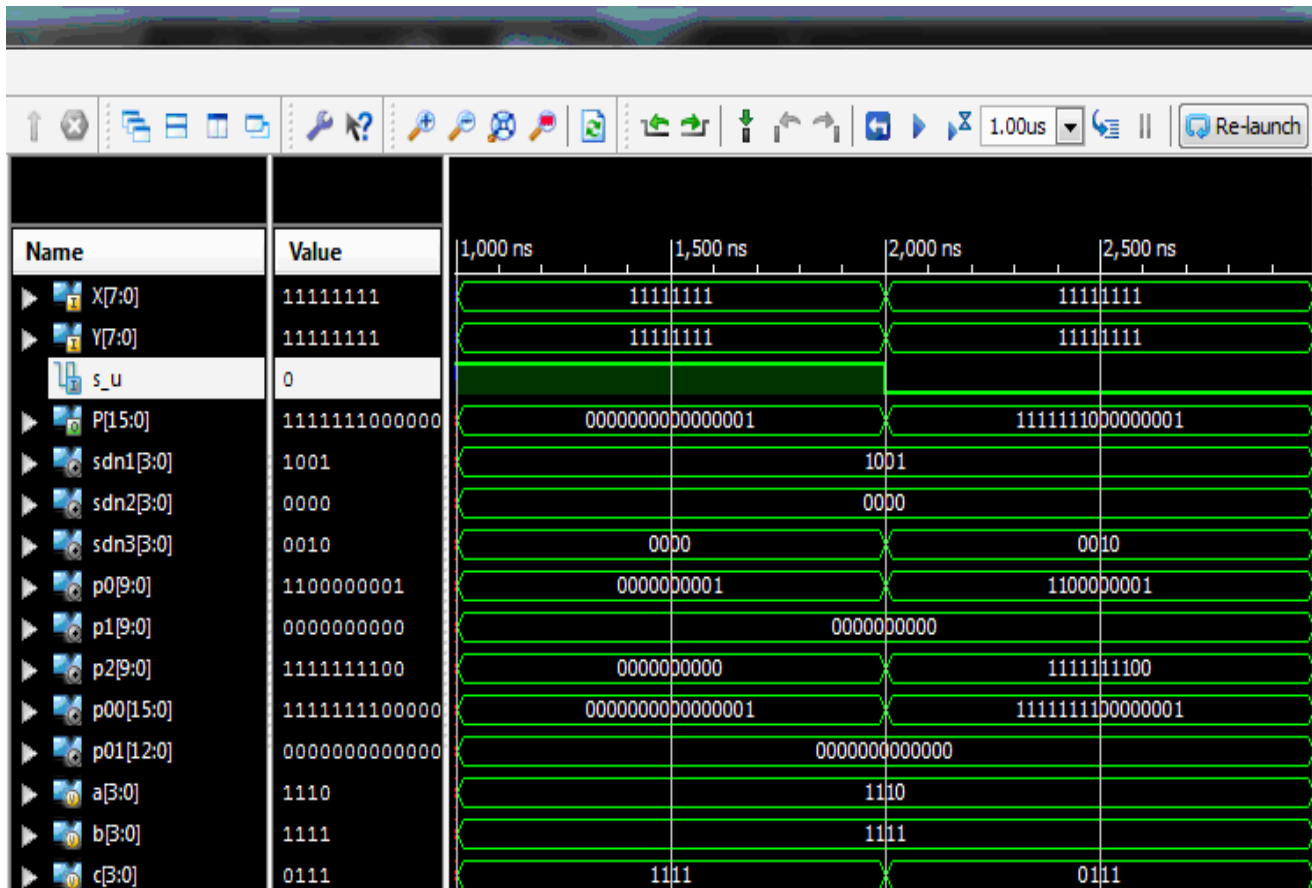 1.00us Re-launch
Name Value 1,000 ns 1,500 ns 2,000 ns 2,500 ns
X[7:0] 11111111 11111111 11111111
Y[7:0] 11111111 11111111 11111111
s_u 0
P[15:0] 1111111000000 0000000000000001 1111111000000001
sdn1[3:0] 1001 1001
sdn2[3:0] 0000 0000
sdn3[3:0] 0010 0000 0010
p0[9:0] 1100000001 0000000001 1100000001
p1[9:0] 0000000000 0000000000
p2[9:0] 1111111100 0000000000 1111111100
p00[15:0] 1111111100000 0000000000000001 1111111100000001
p01[12:0] 0000000000000 0000000000000
a[3:0] 1110 1110
b[3:0] 1111 1111
c[3:0] 0111 1111 0111